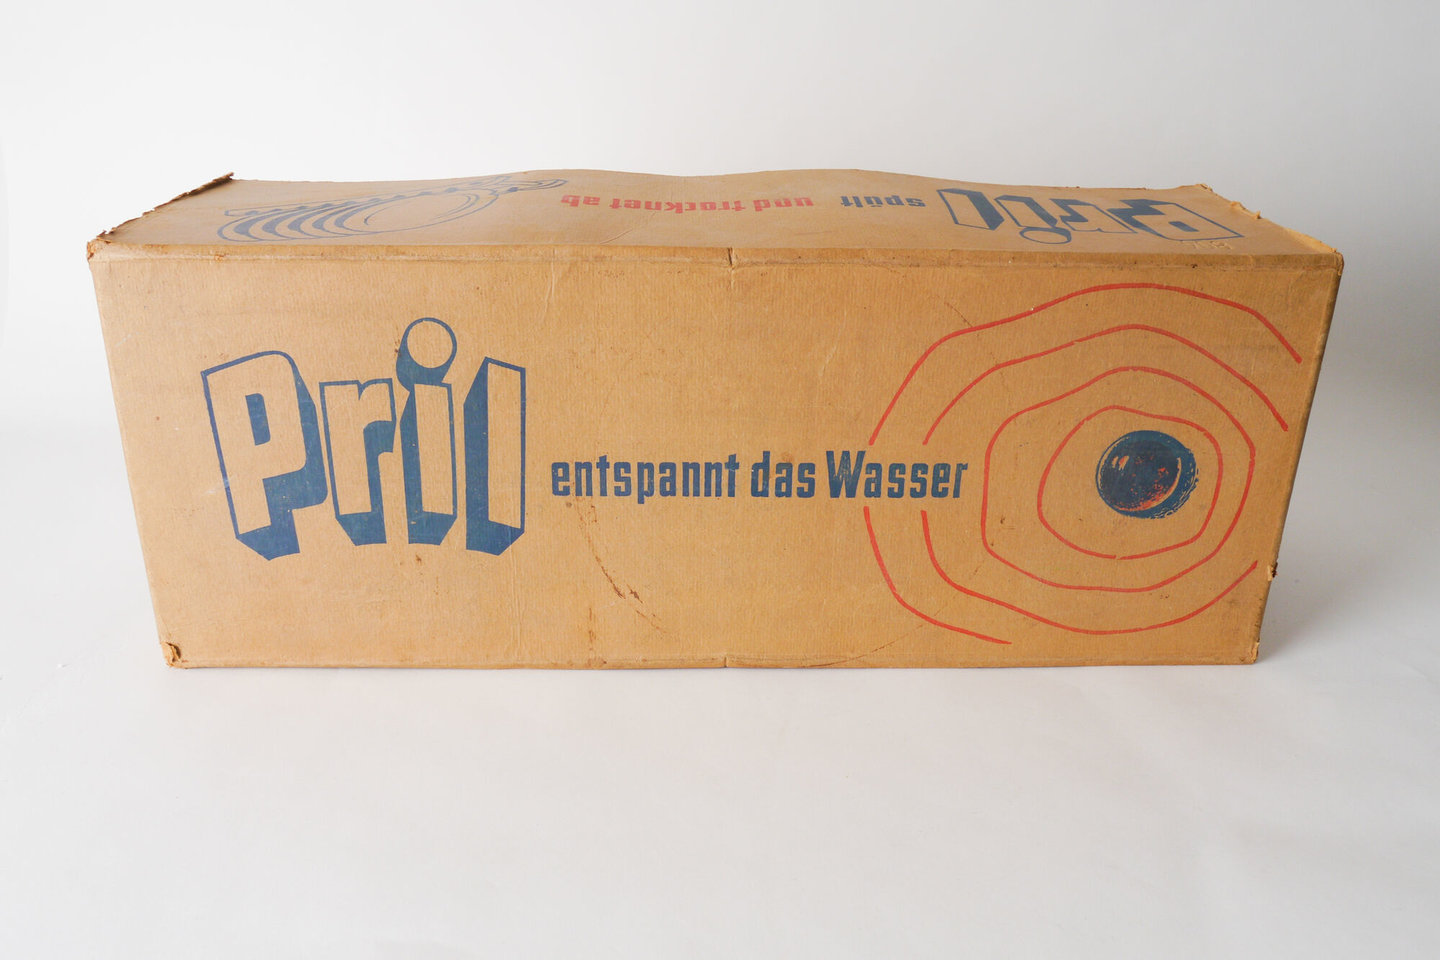 Pril spült und trocknet ab
Pril entspannt das Wasser